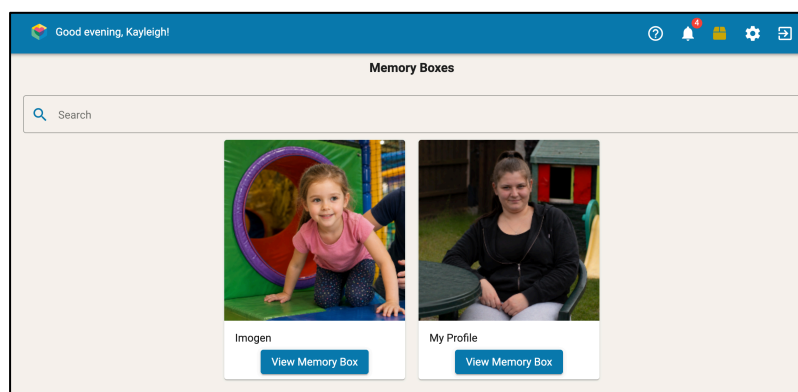 Good evening, Kayleigh!
4
Memory Boxes
Search
Imogen
My Profile
View Memory Box
View Memory Box